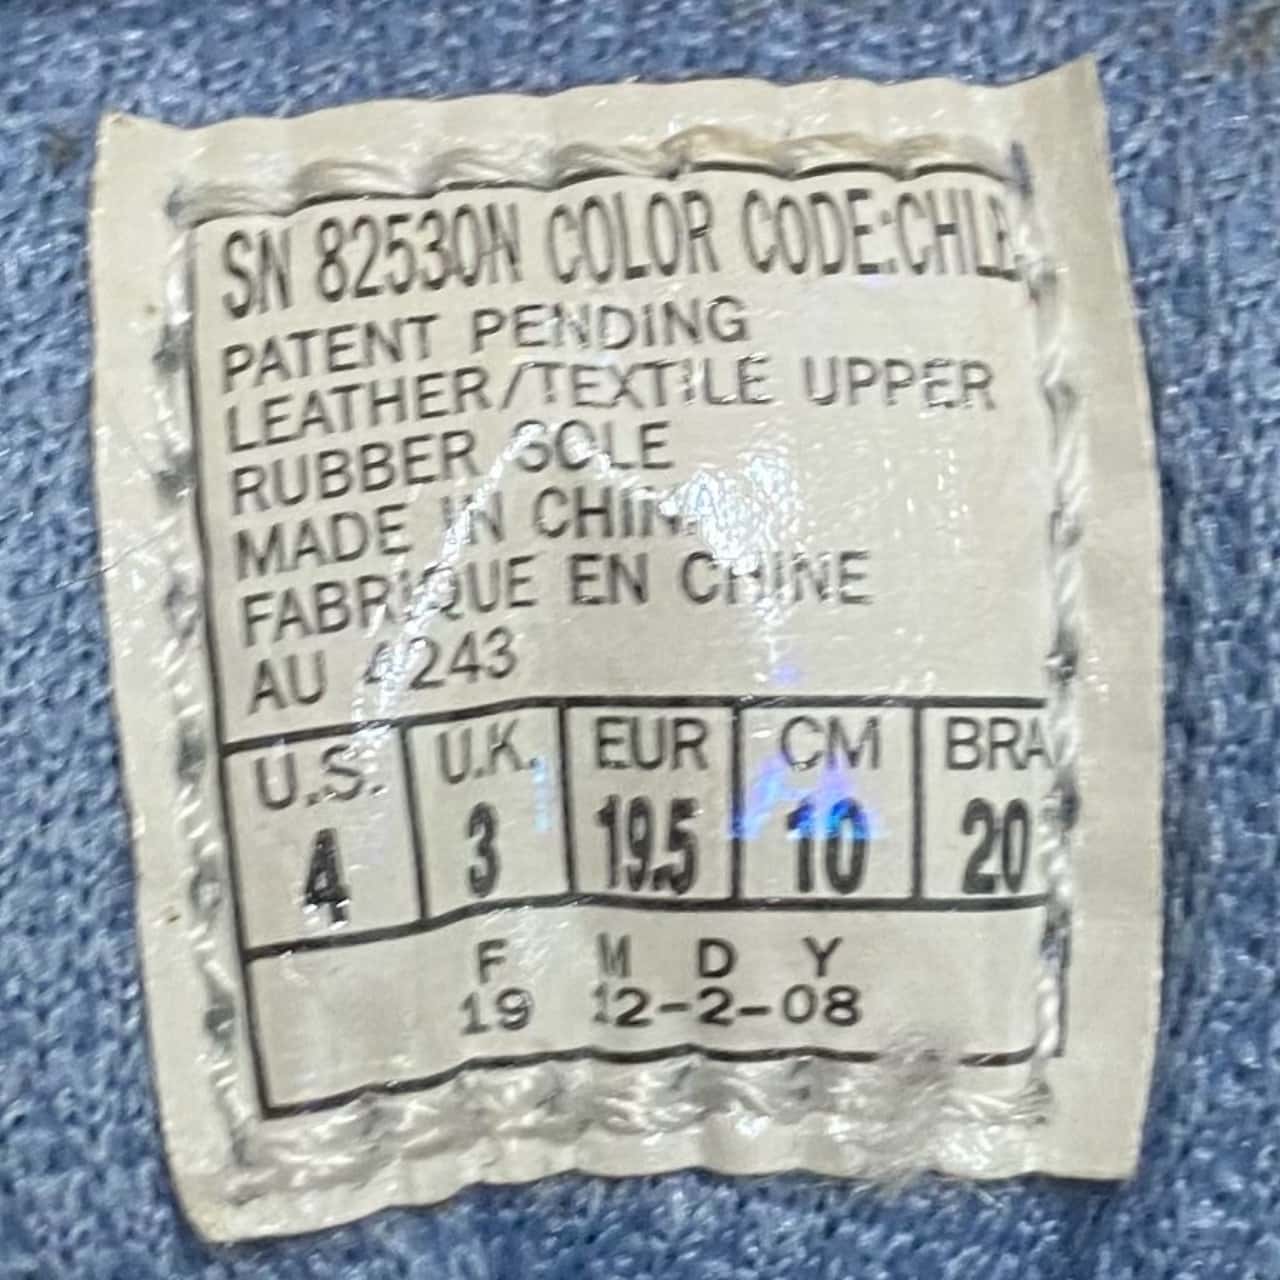 SN 82530N COLOR CODE:CHLB
PATENT PENDING
LEATHER/TEXTILE UPPER
RUBBER SOLE
MADE IN CHINA
FABRIQUE EN CHINE
AU 4243
U.S. U.K. EUR CM BRA
4 3 19.5 10 20
F M D Y
19 12-2-08